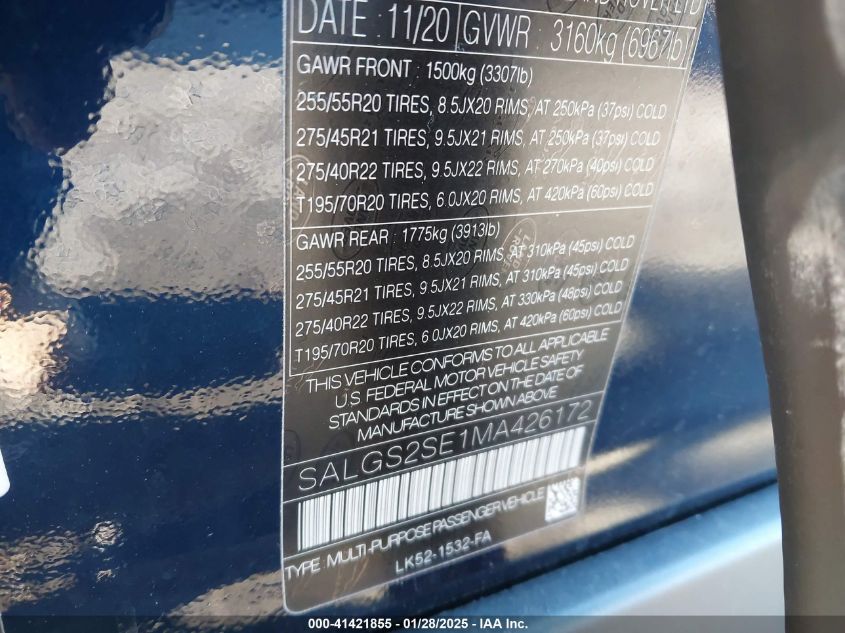 DATE: 11/20 GVWR : 3160kg (6967lb)
GAWR FRONT : 1500kg (3307lb)
255/55R20 TIRES, 8.5JX20 RIMS, AT 250kPa (37psi) COLD
275/45R21 TIRES, 9.5JX21 RIMS, AT 250kPa (37psi) COLD
275/40R22 TIRES, 9.5JX22 RIMS, AT 270kPa (40psi) COLD
T195/70R20 TIRES, 6.0JX20 RIMS, AT 420kPa (60psi) COLD
GAWR REAR : 1775kg (3913lb)
255/55R20 TIRES, 8.5JX20 RIMS, AT 310kPa (45psi) COLD
275/45R21 TIRES, 9.5JX21 RIMS, AT 310kPa (45psi) COLD
275/40R22 TIRES, 9.5JX22 RIMS, AT 330kPa (48psi) COLD
T195/70R20 TIRES, 6.0JX20 RIMS, AT 420kPa (60psi) COLD
THIS VEHICLE CONFORMS TO ALL APPLICABLE
U.S. FEDERAL MOTOR VEHICLE SAFETY
STANDARDS IN EFFECT ON THE DATE OF
MANUFACTURE SHOWN ABOVE
SALGS2SE1MA426172
TYPE: MULTI-PURPOSE PASSENGER VEHICLE
LK52-1532-FA
000-41421855 - 01/28/2025 - IAA Inc.